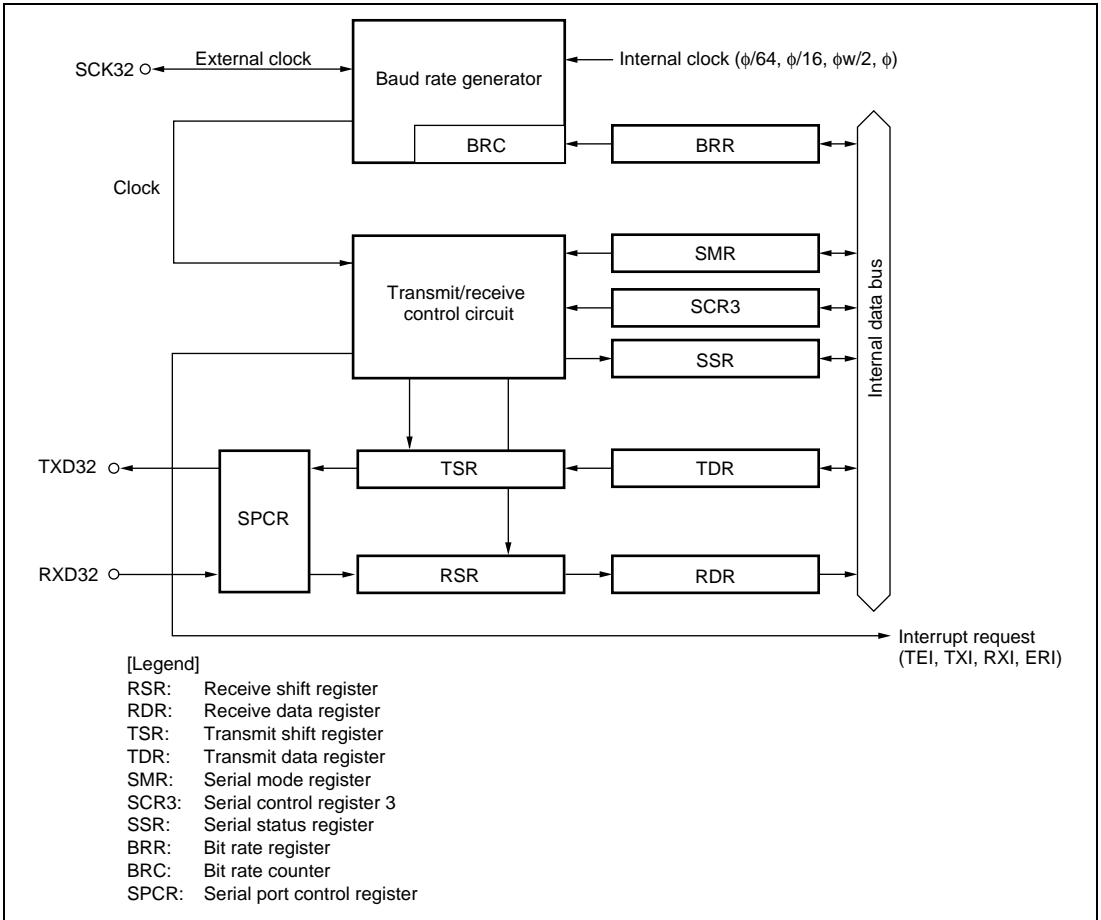 SCK32
External clock
Baud rate generator
Internal clock (ϕ/64, ϕ/16, ϕw/2, ϕ)
BRC
BRR
Clock
Transmit/receive
control circuit
SMR
SCR3
SSR
Internal data bus
TXD32
SPCR
TSR
TDR
RXD32
RSR
RDR
Interrupt request
(TEI, TXI, RXI, ERI)
[Legend]
RSR: Receive shift register
RDR: Receive data register
TSR: Transmit shift register
TDR: Transmit data register
SMR: Serial mode register
SCR3: Serial control register 3
SSR: Serial status register
BRR: Bit rate register
BRC: Bit rate counter
SPCR: Serial port control register